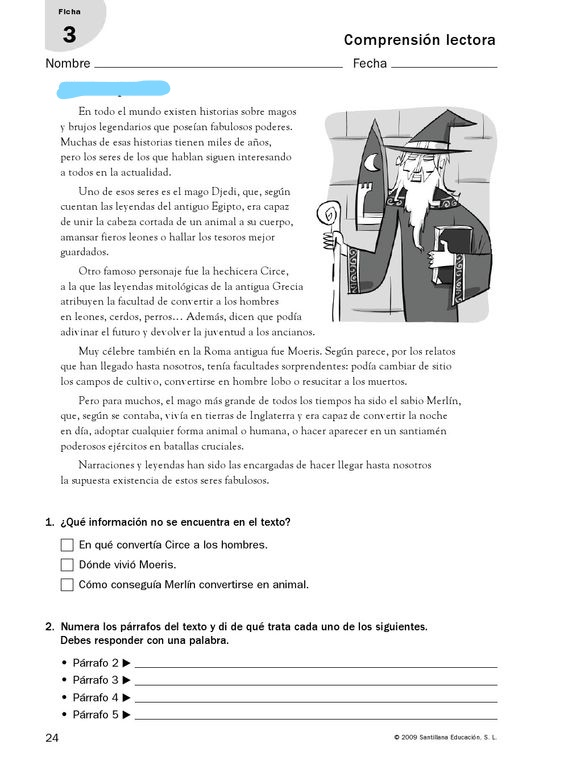 Ficha
3
Comprensión lectora
Nombre
Fecha
En todo el mundo existen historias sobre magos
y brujos legendarios que poseían fabulosos poderes.
Muchas de esas historias tienen miles de años,
pero los seres de los que hablan siguen interesando
a todos en la actualidad.
Uno de esos seres es el mago Djedi, que, según
cuentan las leyendas del antiguo Egipto, era capaz
de unir la cabeza cortada de un animal a su cuerpo,
amansar fieros leones o hallar los tesoros mejor
guardados.
Otro famoso personaje fue la hechicera Circe,
a la que las leyendas mitológicas de la antigua Grecia
atribuyen la facultad de convertir a los hombres
en leones, cerdos, perros… Además, dicen que podía
adivinar el futuro y devolver la juventud a los ancianos.
Muy célebre también en la Roma antigua fue Moeris. Según parece, por los relatos
que han llegado hasta nosotros, tenía facultades sorprendentes: podía cambiar de sitio
los campos de cultivo, convertirse en hombre lobo o resucitar a los muertos.
Pero para muchos, el mago más grande de todos los tiempos ha sido el sabio Merlín,
que, según se contaba, vivía en tierras de Inglaterra y era capaz de convertir la noche
en día, adoptar cualquier forma animal o humana, o hacer aparecer en un santiamén
poderosos ejércitos en batallas cruciales.
Narraciones y leyendas han sido las encargadas de hacer llegar hasta nosotros
la supuesta existencia de estos seres fabulosos.
1. ¿Qué información no se encuentra en el texto?
En qué convertía Circe a los hombres.
Dónde vivió Moeris.
Cómo conseguía Merlín convertirse en animal.
2. Numera los párrafos del texto y di de qué trata cada uno de los siguientes.
Debes responder con una palabra.
• Párrafo 2 ▶
• Párrafo 3 ▶
• Párrafo 4 ▶
• Párrafo 5 ▶
24
© 2009 Santillana Educación, S. L.